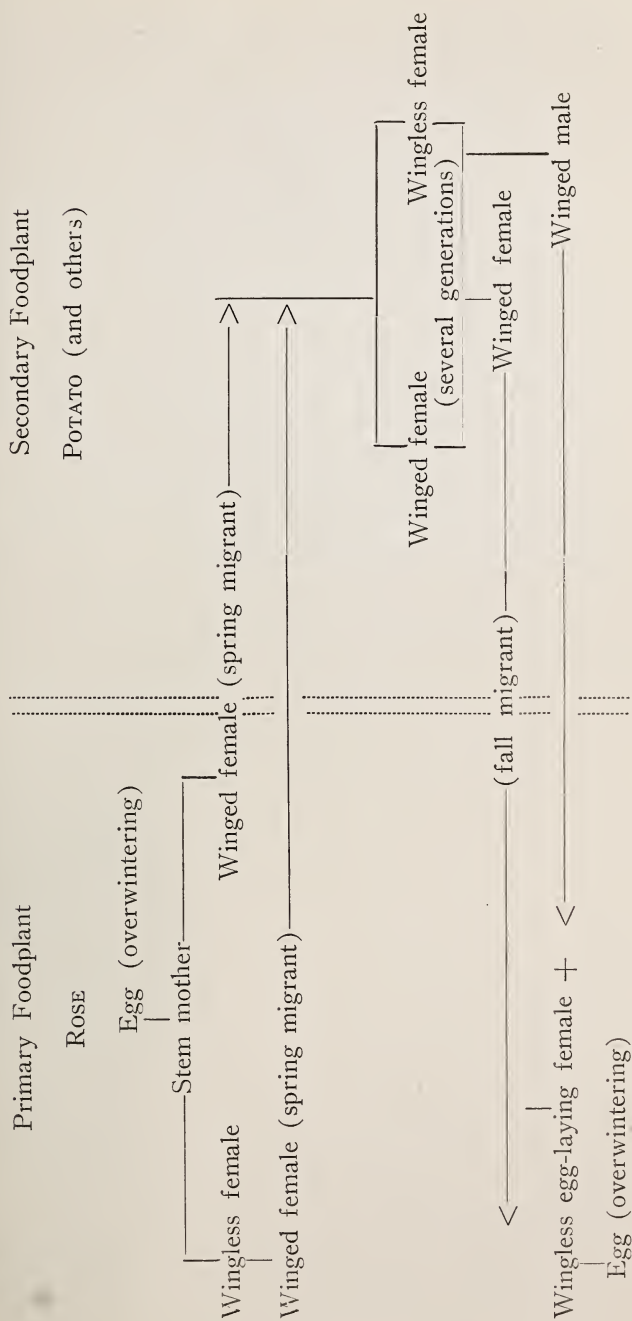 Primary Foodplant
Secondary Foodplant
ROSE
POTATO (and others)
Egg (overwintering)
Stem mother
Wingless female
Winged female (spring migrant)
Winged female (spring migrant)
Winged female
Wingless female
(several generations)
(fall migrant)
Winged female
Wingless egg-laying female +
Winged male
Egg (overwintering)